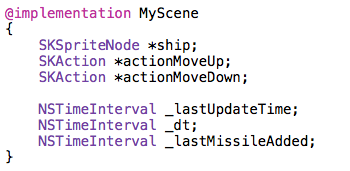 @implementation MyScene
{
    SKSpriteNode *ship;
    SKAction *actionMoveUp;
    SKAction *actionMoveDown;

    NSTimeInterval _lastUpdateTime;
    NSTimeInterval _dt;
    NSTimeInterval _lastMissileAdded;
}